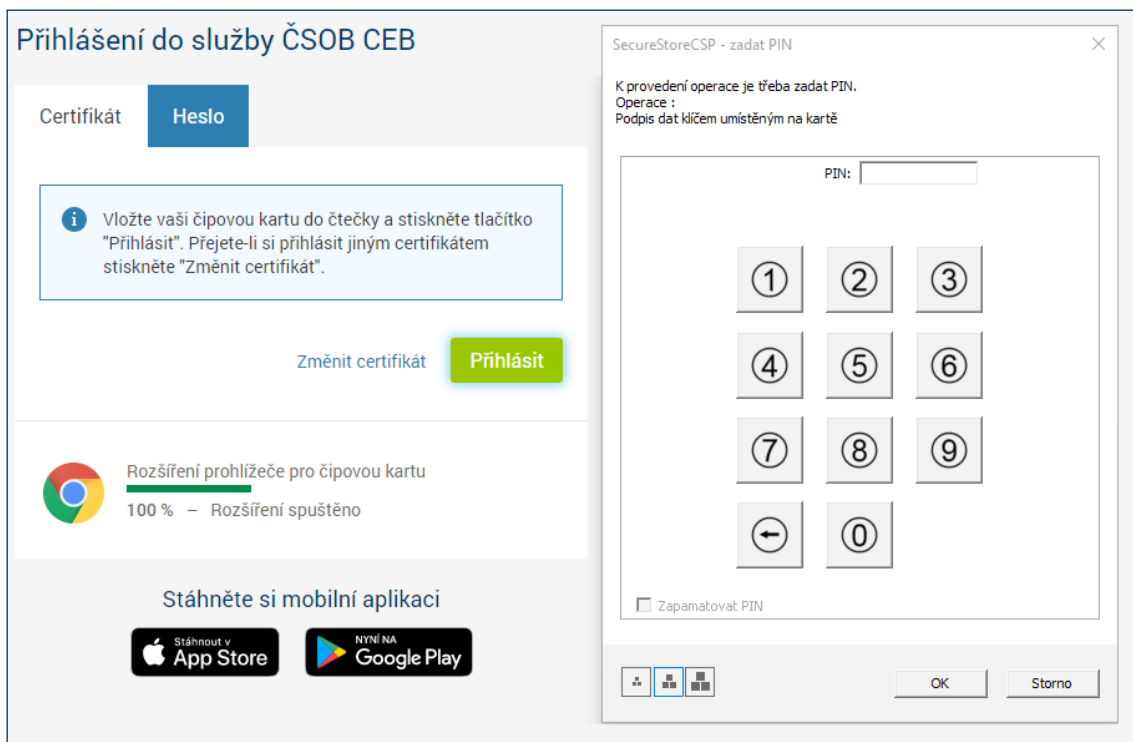 Přihlášení do služby ČSOB CEB
Certifikát
Heslo
Vložte vaši čipovou kartu do čtečky a stiskněte tlačítko
"Přihlásit". Přejete-li si přihlásit jiným certifikátem
stiskněte "Změnit certifikát".
Změnit certifikát
Přihlásit
Rozšíření prohlížeče pro čipovou kartu
100 % – Rozšíření spuštěno
Stáhněte si mobilní aplikaci
Stáhnout v
App Store
NYNÍ NA
Google Play
SecureStoreCSP - zadat PIN
K provedení operace je třeba zadat PIN.
Operace :
Podpis dat klíčem umístěným na kartě
PIN:
1 2 3
4 5 6
7 8 9
0
Zapamatovat PIN
OK
Storno